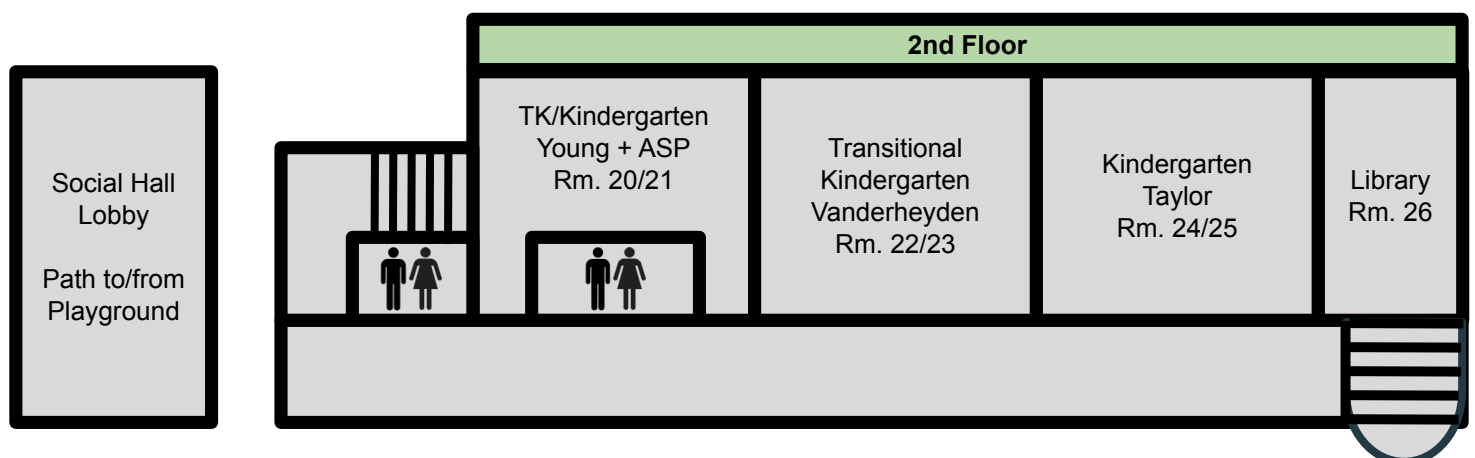 2nd Floor
Social Hall
Lobby
Path to/from
Playground
TK/Kindergarten
Young + ASP
Rm. 20/21
Transitional
Kindergarten
Vanderheyden
Rm. 22/23
Kindergarten
Taylor
Rm. 24/25
Library
Rm. 26